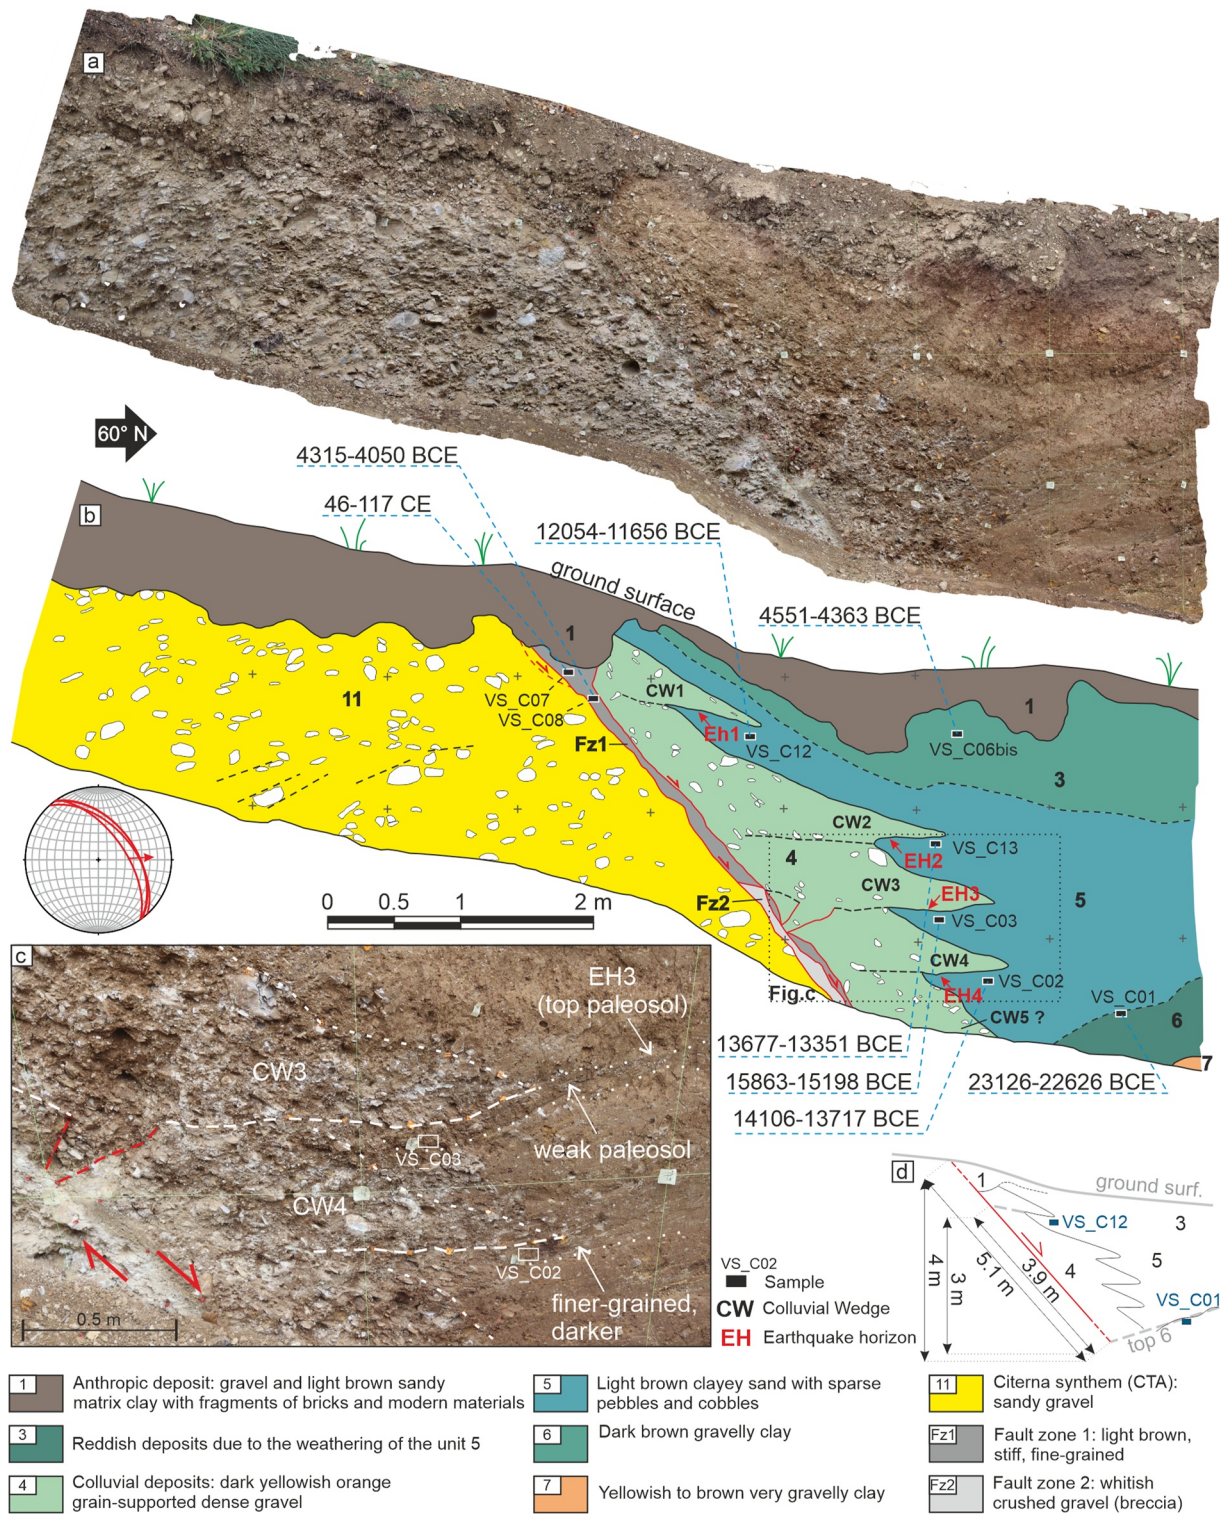 a
60° N
4315-4050 BCE
46-117 CE
12054-11656 BCE
b
ground surface
4551-4363 BCE
1
11
VS_C07
VS_C08
CW1
Eh1
VS_C12
1
VS_C06bis
Fz1
3
CW2
4
EH2
VS_C13
CW3
EH3
Fz2
VS_C03
5
0 0.5 1 2 m
CW4
EH4
VS_C02
Fig.c
CW5 ?
VS_C01
6
7
13677-13351 BCE
15863-15198 BCE
23126-22626 BCE
14106-13717 BCE
c
EH3
(top paleosol)
CW3
weak paleosol
VS_C03
CW4
VS_C02
finer-grained,
darker
0.5 m
d
1
ground surf.
VS_C12
3
5
4
4 m
3 m
5.1 m
3.9 m
VS_C01
top 6
VS_C02
Sample
CW Colluvial Wedge
EH Earthquake horizon
1 Anthropic deposit: gravel and light brown sandy
matrix clay with fragments of bricks and modern materials
3 Reddish deposits due to the weathering of the unit 5
4 Colluvial deposits: dark yellowish orange
grain-supported dense gravel
5 Light brown clayey sand with sparse
pebbles and cobbles
6 Dark brown gravelly clay
7 Yellowish to brown very gravelly clay
11 Citerna synthem (CTA):
sandy gravel
Fz1 Fault zone 1: light brown,
stiff, fine-grained
Fz2 Fault zone 2: whitish
crushed gravel (breccia)